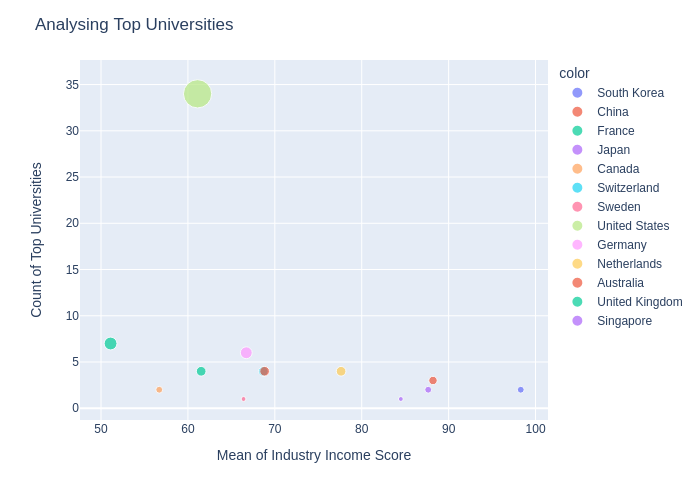 Analysing Top Universities
color
South Korea
China
France
Japan
Canada
Switzerland
Sweden
United States
Germany
Netherlands
Australia
United Kingdom
Singapore
Count of Top Universities
35
30
25
20
15
10
5
0
50 60 70 80 90 100
Mean of Industry Income Score